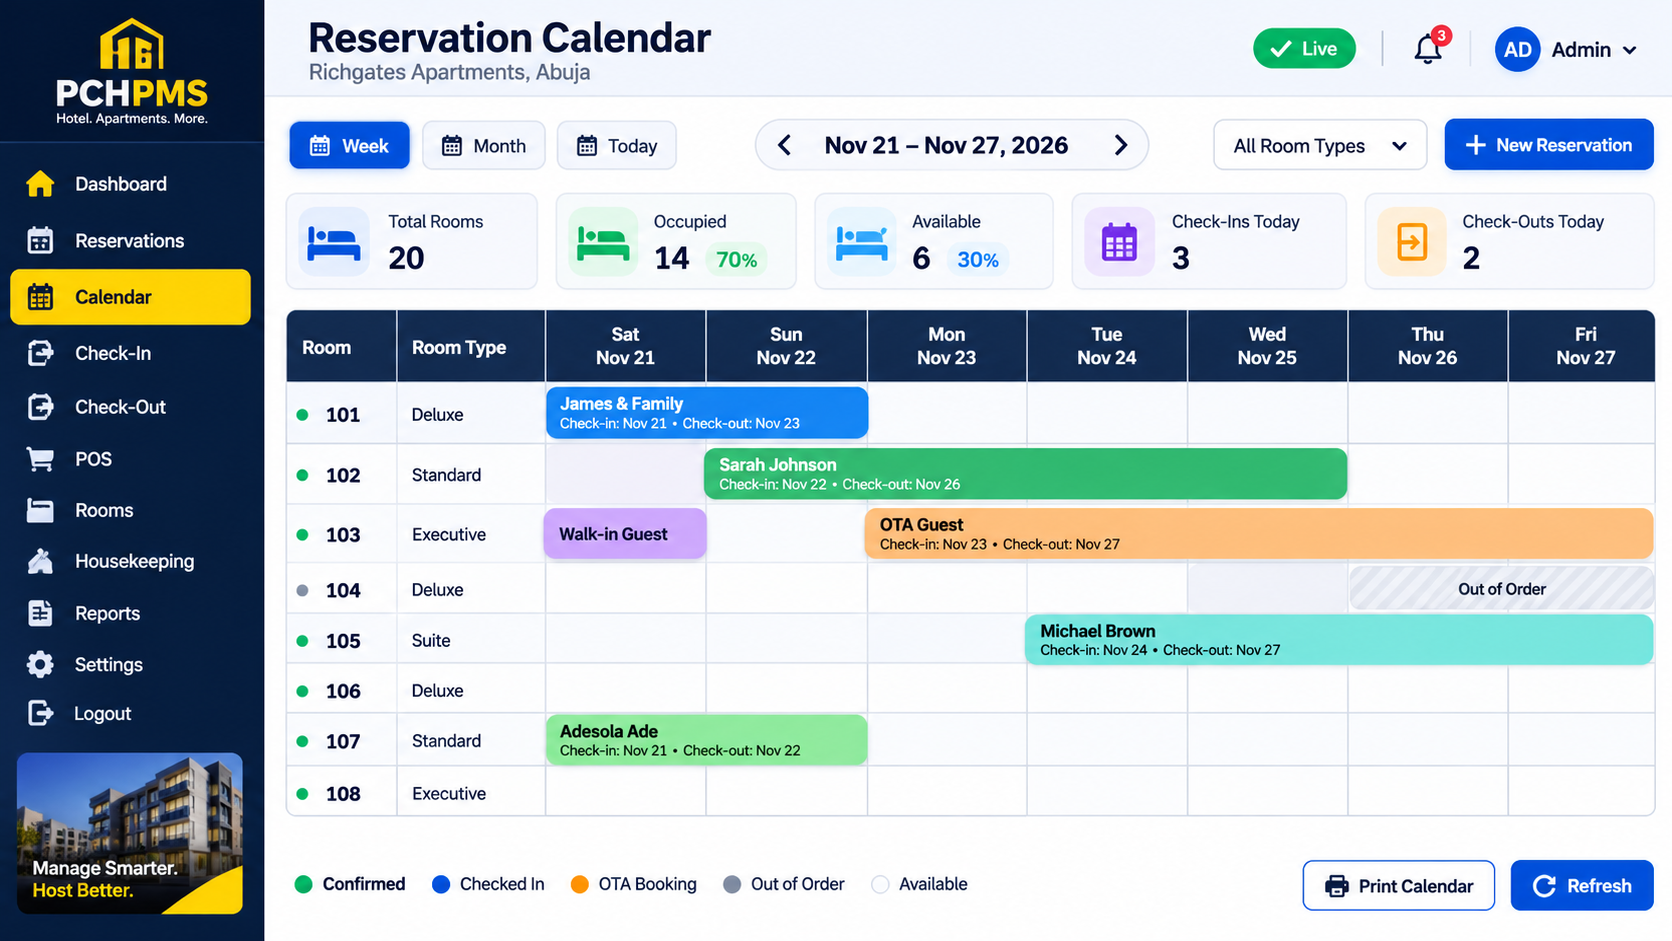 PCHPMS
Hotel. Apartments. More.
Dashboard
Reservations
Calendar
Check-In
Check-Out
POS
Rooms
Housekeeping
Reports
Settings
Logout
Manage Smarter.
Host Better.
Reservation Calendar
Richgates Apartments, Abuja
Live
3
AD
Admin
Week
Month
Today
Nov 21 – Nov 27, 2026
All Room Types
New Reservation
Total Rooms
20
Occupied
14 70%
Available
6 30%
Check-Ins Today
3
Check-Outs Today
2
Room
Room Type
Sat
Nov 21
Sun
Nov 22
Mon
Nov 23
Tue
Nov 24
Wed
Nov 25
Thu
Nov 26
Fri
Nov 27
101 Deluxe
James & Family
Check-in: Nov 21 • Check-out: Nov 23
102 Standard
Sarah Johnson
Check-in: Nov 22 • Check-out: Nov 26
103 Executive
Walk-in Guest
OTA Guest
Check-in: Nov 23 • Check-out: Nov 27
104 Deluxe
Out of Order
105 Suite
Michael Brown
Check-in: Nov 24 • Check-out: Nov 27
106 Deluxe
107 Standard
Adesola Ade
Check-in: Nov 21 • Check-out: Nov 22
108 Executive
Confirmed
Checked In
OTA Booking
Out of Order
Available
Print Calendar
Refresh